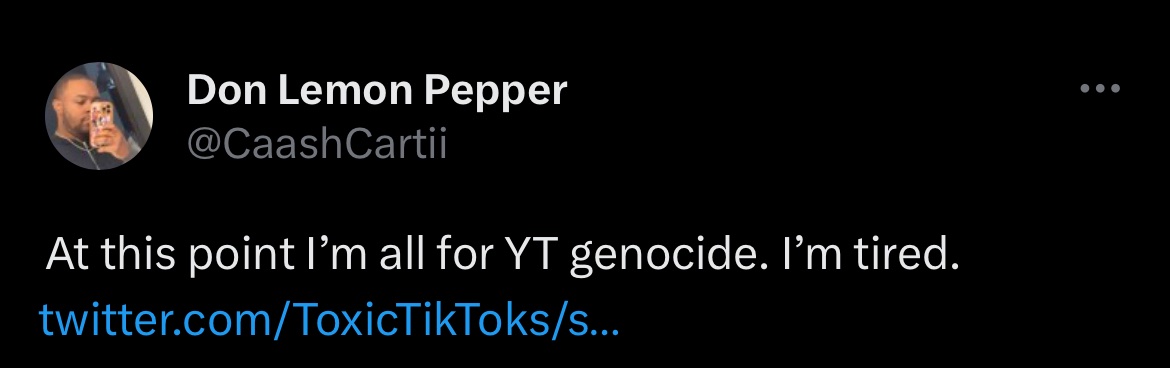 Don Lemon Pepper
@CaashCartii
At this point I’m all for YT genocide. I’m tired.
twitter.com/ToxicTikToks/s...